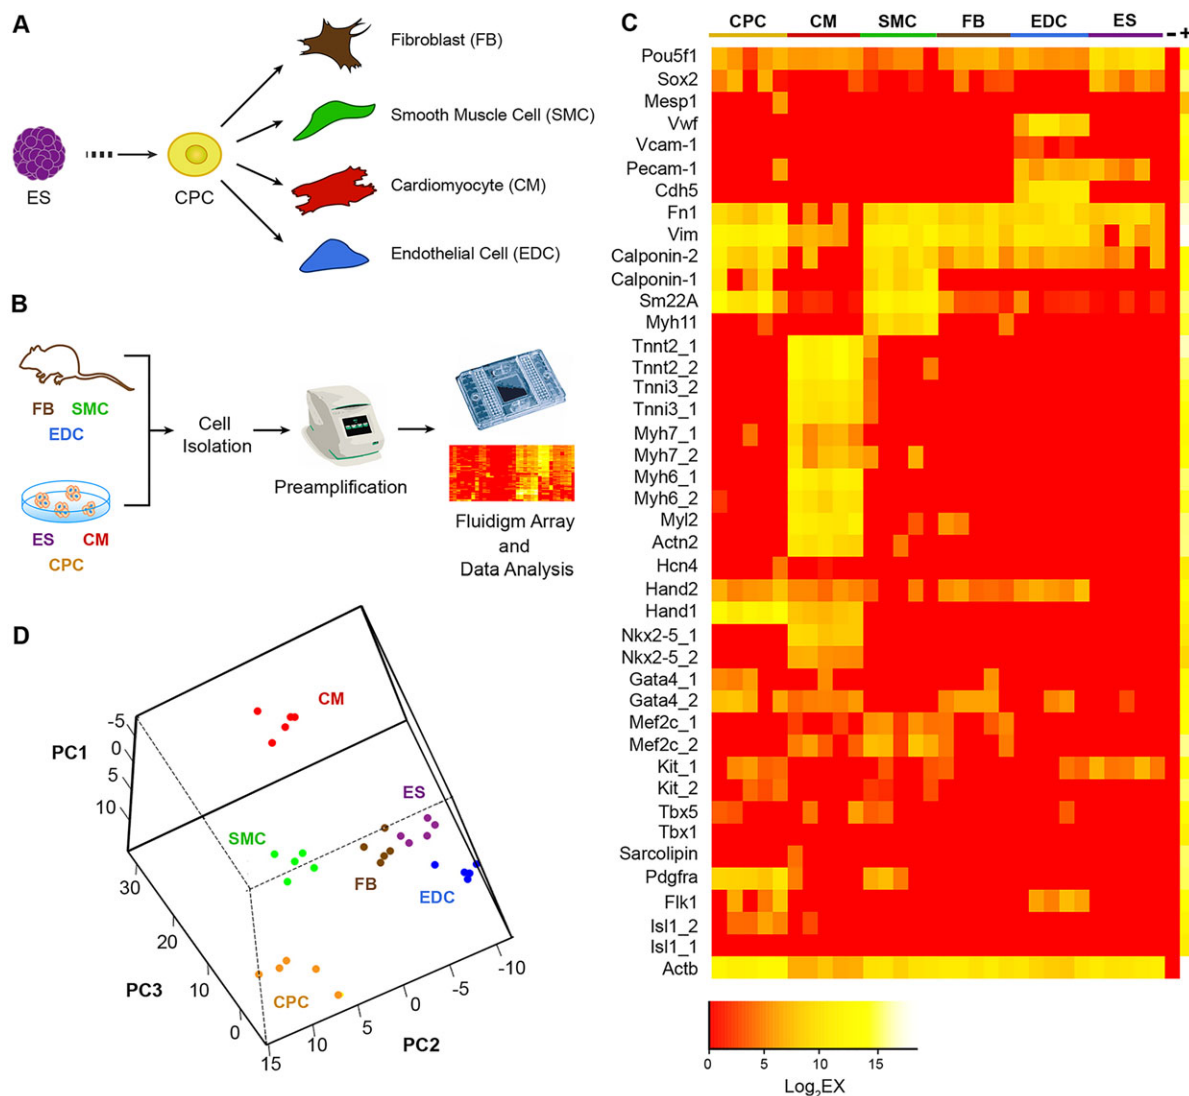 A
Fibroblast (FB)
Smooth Muscle Cell (SMC)
ES
CPC
Cardiomyocyte (CM)
Endothelial Cell (EDC)
B
FB SMC
EDC
ES CM
CPC
Cell
Isolation
Preamplification
Fluidigm Array
and
Data Analysis
C
CPC CM SMC FB EDC ES - +
Pou5f1
Sox2
Mesp1
Vwf
Vcam-1
Pecam-1
Cdh5
Fn1
Vim
Calponin-2
Calponin-1
Sm22A
Myh11
Tnnt2_1
Tnnt2_2
Tnni3_2
Tnni3_1
Myh7_1
Myh7_2
Myh6_1
Myh6_2
Myl2
Actn2
Hcn4
Hand2
Hand1
Nkx2-5_1
Nkx2-5_2
Gata4_1
Gata4_2
Mef2c_1
Mef2c_2
Kit_1
Kit_2
Tbx5
Tbx1
Sarcolipin
Pdgfra
Flk1
Isl1_2
Isl1_1
Actb
0 5 10 15
Log₂EX
D
PC1
-5
0
5
10
CM
SMC
FB
ES
EDC
CPC
PC3
30
20
10
0
PC2
15
10
5
0
-5
-10